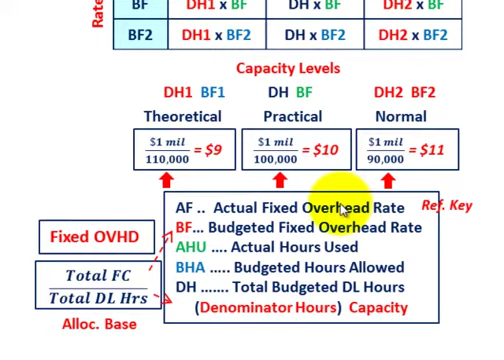 BF DH1 x BF DH x BF DH2 x BF
Rate
BF2 DH1 x BF2 DH x BF2 DH2 x BF2
Capacity Levels
DH1 BF1 DH BF DH2 BF2
Theoretical Practical Normal
$1 mil / 110,000 = $9 $1 mil / 100,000 = $10 $1 mil / 90,000 = $11
AF .. Actual Fixed Overhead Rate
Ref. Key
BF... Budgeted Fixed Overhead Rate
Fixed OVHD
AHU .... Actual Hours Used
BHA ..... Budgeted Hours Allowed
Total FC
Total DL Hrs
DH ....... Total Budgeted DL Hours
(Denominator Hours) Capacity
Alloc. Base